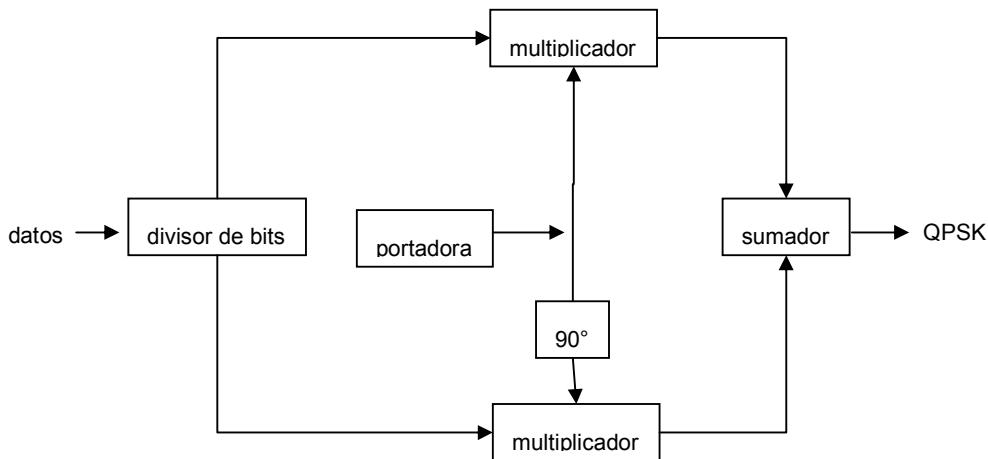 multiplicador
datos
divisor de bits
portadora
sumador
QPSK
90°
multiplicador